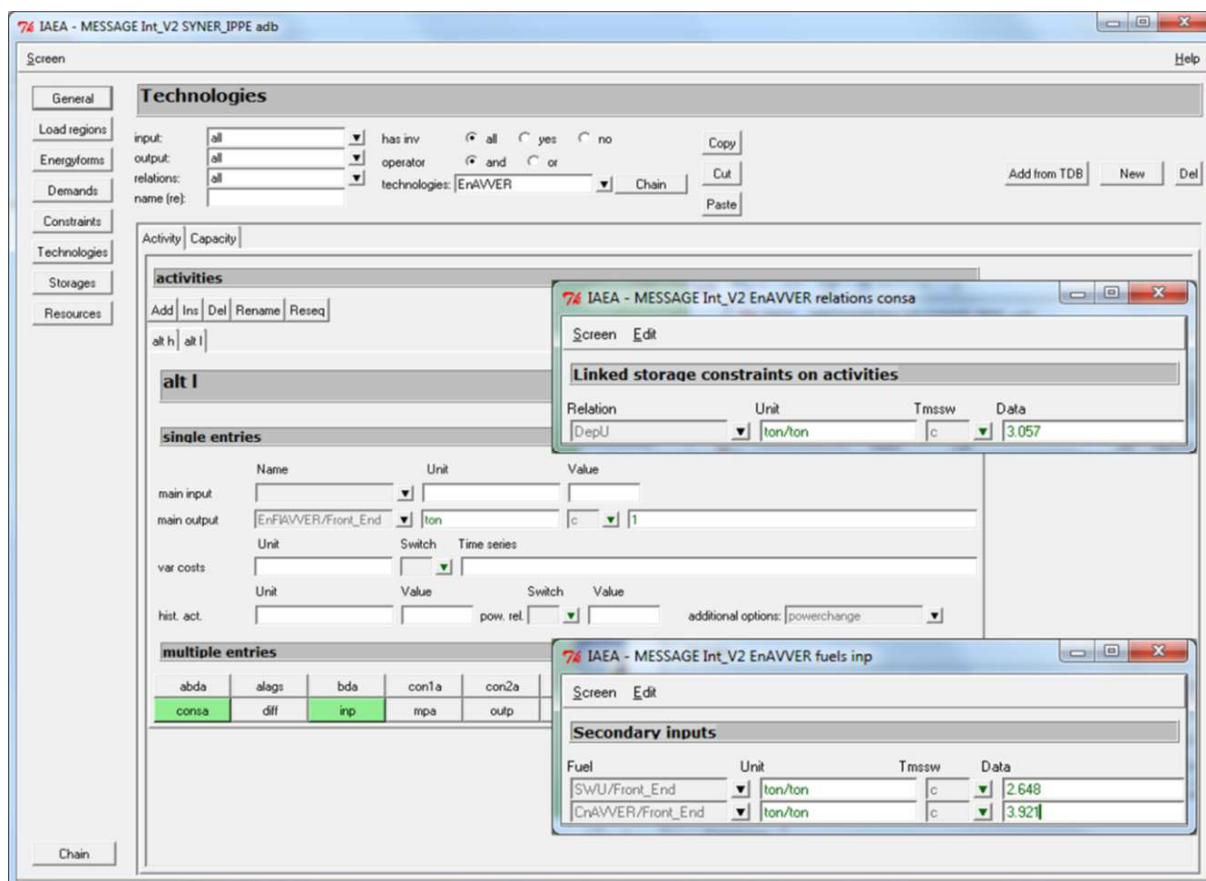 IAEA - MESSAGE Int_V2 SYNER_IPPE adb
Screen Help
General
Load regions
Energyforms
Demands
Constraints
Technologies
Storages
Resources
Chain
Technologies
input: all has inv all yes no Copy
output: all operator and or
relations: all technologies: EnAVVER Chain Cut Add from TDB New Del
name (re): Paste
Activity Capacity
activities
Add Ins Del Rename Reseq
alt h alt l
alt l
single entries
Name Unit Value
main input
main output EnFlAVVER/Front_End ton c 1
Unit Switch Time series
var costs
Unit Value Switch Value
hist. act. pow. rel. additional options: powerchange
multiple entries
abda alags bda con1a con2a
consa diff inp mpa outp
IAEA - MESSAGE Int_V2 EnAVVER relations consa
Screen Edit
Linked storage constraints on activities
Relation Unit Tmssw Data
DepU ton/ton c 3.057
IAEA - MESSAGE Int_V2 EnAVVER fuels inp
Screen Edit
Secondary inputs
Fuel Unit Tmssw Data
SWU/Front_End ton/ton c 2.648
CnAVVER/Front_End ton/ton c 3.921